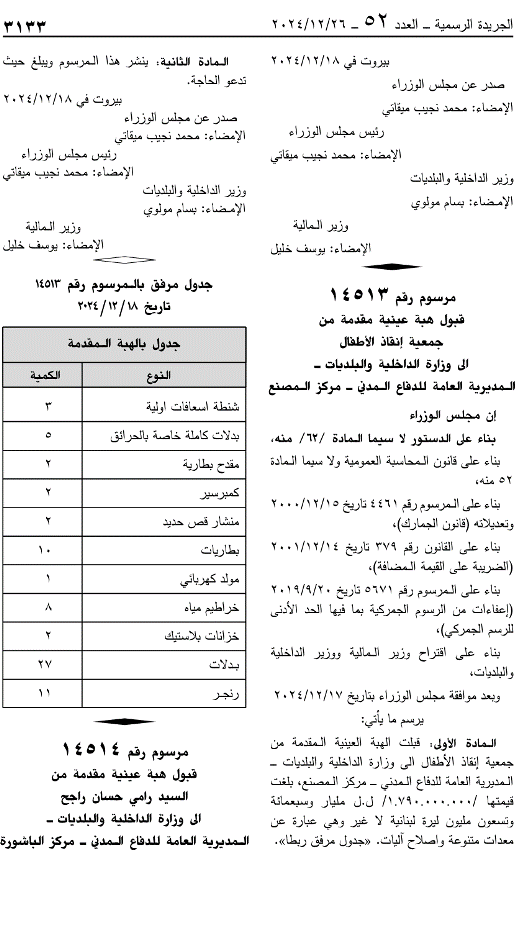 الجريدة الرسمية ــ العدد ٥٢ ــ ٢٠٢٤/١٢/٢٦
٣١٣٣
بيروت في ٢٠٢٤/١٢/١٨
صدر عن مجلس الوزراء
الإمضاء: محمد نجيب ميقاتي
رئيس مجلس الوزراء
الإمضاء: محمد نجيب ميقاتي
وزير الداخلية والبلديات
الإمضاء: بسام مولوي
وزير المالية
الإمضاء: يوسف خليل
مرسوم رقم ١٤٥١٣
قبول هبة عينية مقدمة من
جمعية إنقاذ الأطفال
الى وزارة الداخلية والبلديات ــ
المديرية العامة للدفاع المدني ــ مركز المصنع
إن مجلس الوزراء
بناء على الدستور لا سيما المادة /٦٢/ منه،
بناء على قانون المحاسبة العمومية ولا سيما المادة
٥٢ منه،
بناء على المرسوم رقم ٤٤٦١ تاريخ ٢٠٠٠/١٢/١٥
وتعديلاته (قانون الجمارك)،
بناء على القانون رقم ٣٧٩ تاريخ ٢٠٠١/١٢/١٤
(الضريبة على القيمة المضافة)،
بناء على المرسوم رقم ٥٦٧١ تاريخ ٢٠١٩/٩/٢٠
(إعفاءات من الرسوم الجمركية بما فيها الحد الأدنى
للرسم الجمركي)،
بناء على اقتراح وزير المالية ووزير الداخلية
والبلديات،
وبعد موافقة مجلس الوزراء بتاريخ ٢٠٢٤/١٢/١٧
يرسم ما يأتي:
المادة الأولى: قبلت الهبة العينية المقدمة من
جمعية إنقاذ الأطفال الى وزارة الداخلية والبلديات ــ
المديرية العامة للدفاع المدني ــ مركز المصنع، بلغت
قيمتها /١.٧٩٠.٠٠٠.٠٠٠/ ل.ل مليار وسبعمائة
وتسعون مليون ليرة لبنانية لا غير وهي عبارة عن
معدات متنوعة واصلاح آليات. «جدول مرفق ربطا».
المادة الثانية: ينشر هذا المرسوم ويبلغ حيث
تدعو الحاجة.
بيروت في ٢٠٢٤/١٢/١٨
صدر عن مجلس الوزراء
الإمضاء: محمد نجيب ميقاتي
رئيس مجلس الوزراء
الإمضاء: محمد نجيب ميقاتي
وزير الداخلية والبلديات
الإمضاء: بسام مولوي
وزير المالية
الإمضاء: يوسف خليل
جدول مرفق بالمرسوم رقم ١٤٥١٣
تاريخ ٢٠٢٤/١٢/١٨
جدول بالهبة المقدمة
النوع الكمية
شنطة اسعافات اولية ٣
بدلات كاملة خاصة بالحرائق ٥
مقدح بطارية ٢
كمبرسير ٢
منشار قص حديد ٢
بطاريات ١٠
مولد كهربائي ١
خراطيم مياه ٨
خزانات بلاستيك ٢
بدلات ٢٧
رنجر ١١
مرسوم رقم ١٤٥١٤
قبول هبة عينية مقدمة من
السيد رامي حسان راجح
الى وزارة الداخلية والبلديات ــ
المديرية العامة للدفاع المدني ــ مركز الباشورة